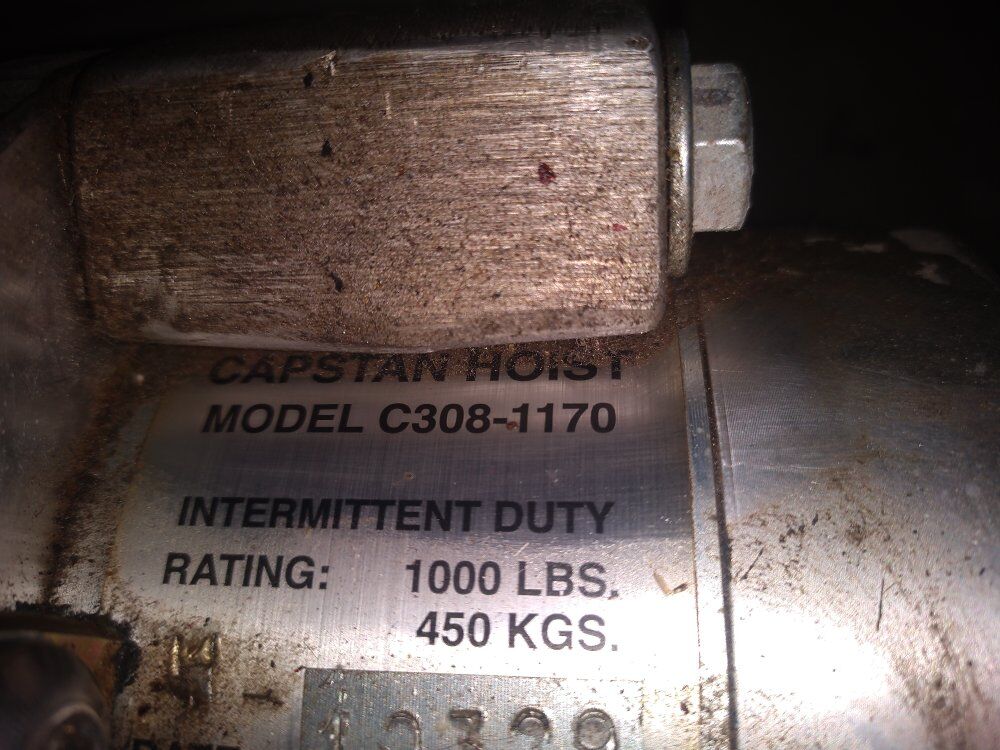 CAPSTAN HOIST
MODEL C308-1170
INTERMITTENT DUTY
RATING: 1000 LBS.
450 KGS.